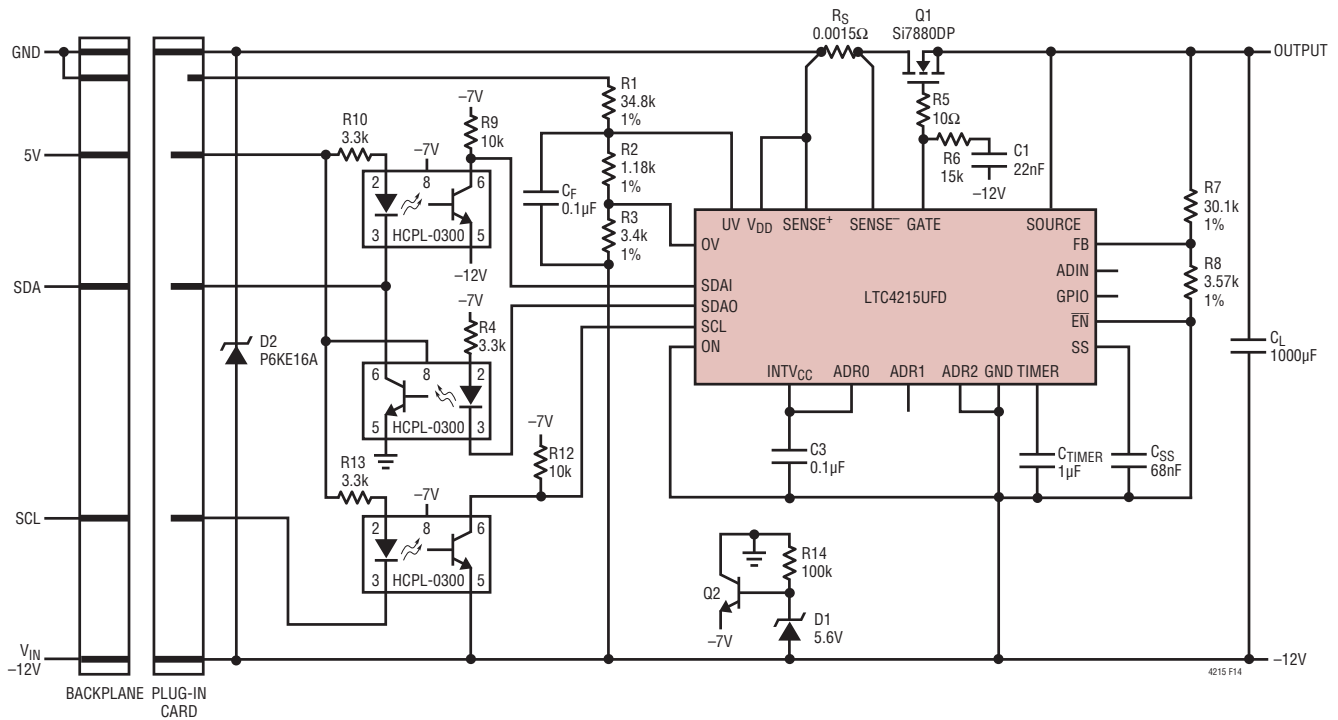 GND
5V
SDA
SCL
V_IN
–12V
BACKPLANE
PLUG-IN
CARD
D2
P6KE16A
R10
3.3k
–7V
R9
10k
–7V
2
8
6
3
HCPL-0300
5
–12V
–7V
R4
3.3k
6
8
2
5
HCPL-0300
3
R13
3.3k
–7V
2
8
6
3
HCPL-0300
5
–7V
R12
10k
C_F
0.1µF
R1
34.8k
1%
R2
1.18k
1%
R3
3.4k
1%
R_S
0.0015Ω
Q1
Si7880DP
R5
10Ω
R6
15k
C1
22nF
–12V
UV
V_DD
SENSE⁺
SENSE⁻
GATE
SOURCE
OV
SDAI
SDAO
SCL
ON
LTC4215UFD
FB
ADIN
GPIO
E̅N̅
SS
INTV_CC
ADR0
ADR1
ADR2
GND
TIMER
R7
30.1k
1%
R8
3.57k
1%
C3
0.1µF
C_TIMER
1µF
C_SS
68nF
C_L
1000µF
OUTPUT
Q2
–7V
R14
100k
D1
5.6V
–12V
4215 F14